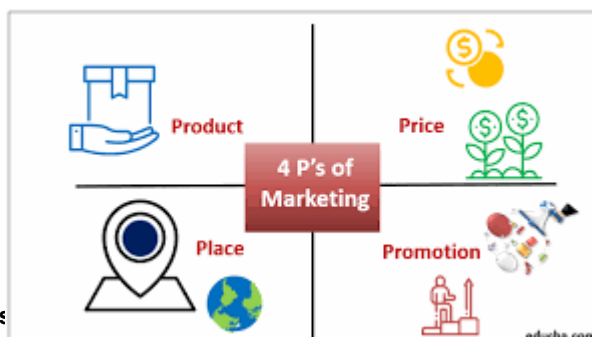 Product
Price
4 P's of
Marketing
Place
Promotion